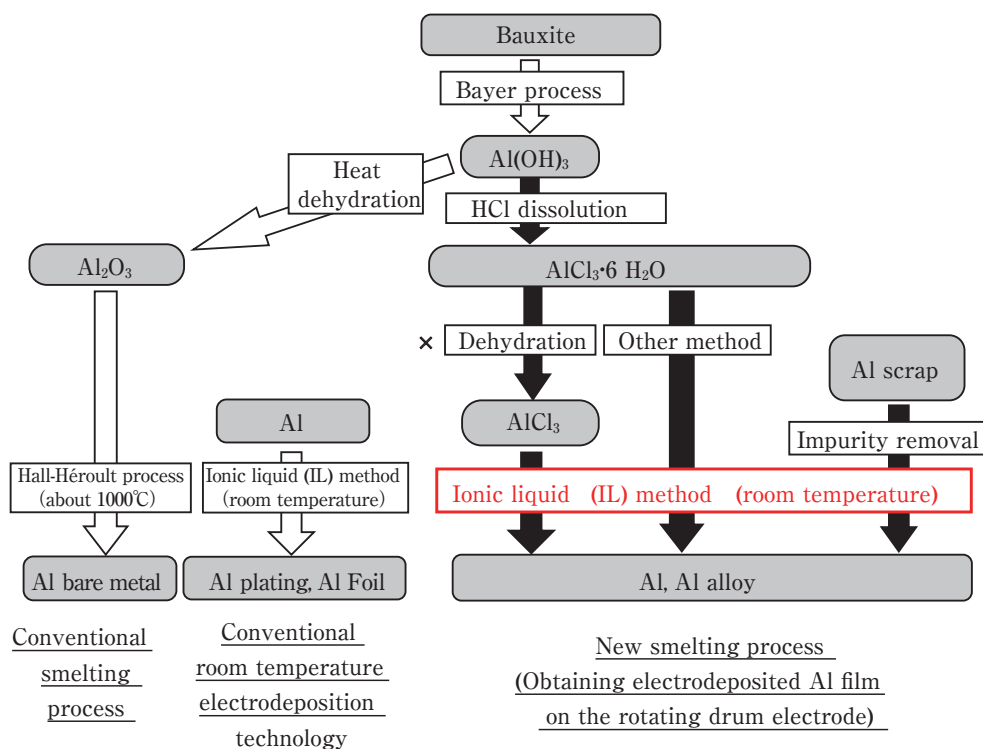 Bauxite
Bayer process
Al(OH)₃
Heat
dehydration
HCl dissolution
Al₂O₃
AlCl₃•6 H₂O
× Dehydration
Other method
Al scrap
Al
AlCl₃
Impurity removal
Hall-Héroult process
(about 1000℃)
Ionic liquid (IL) method
(room temperature)
Ionic liquid (IL) method (room temperature)
Al bare metal
Al plating, Al Foil
Al, Al alloy
Conventional
smelting
process
Conventional
room temperature
electrodeposition
technology
New smelting process
(Obtaining electrodeposited Al film
on the rotating drum electrode)